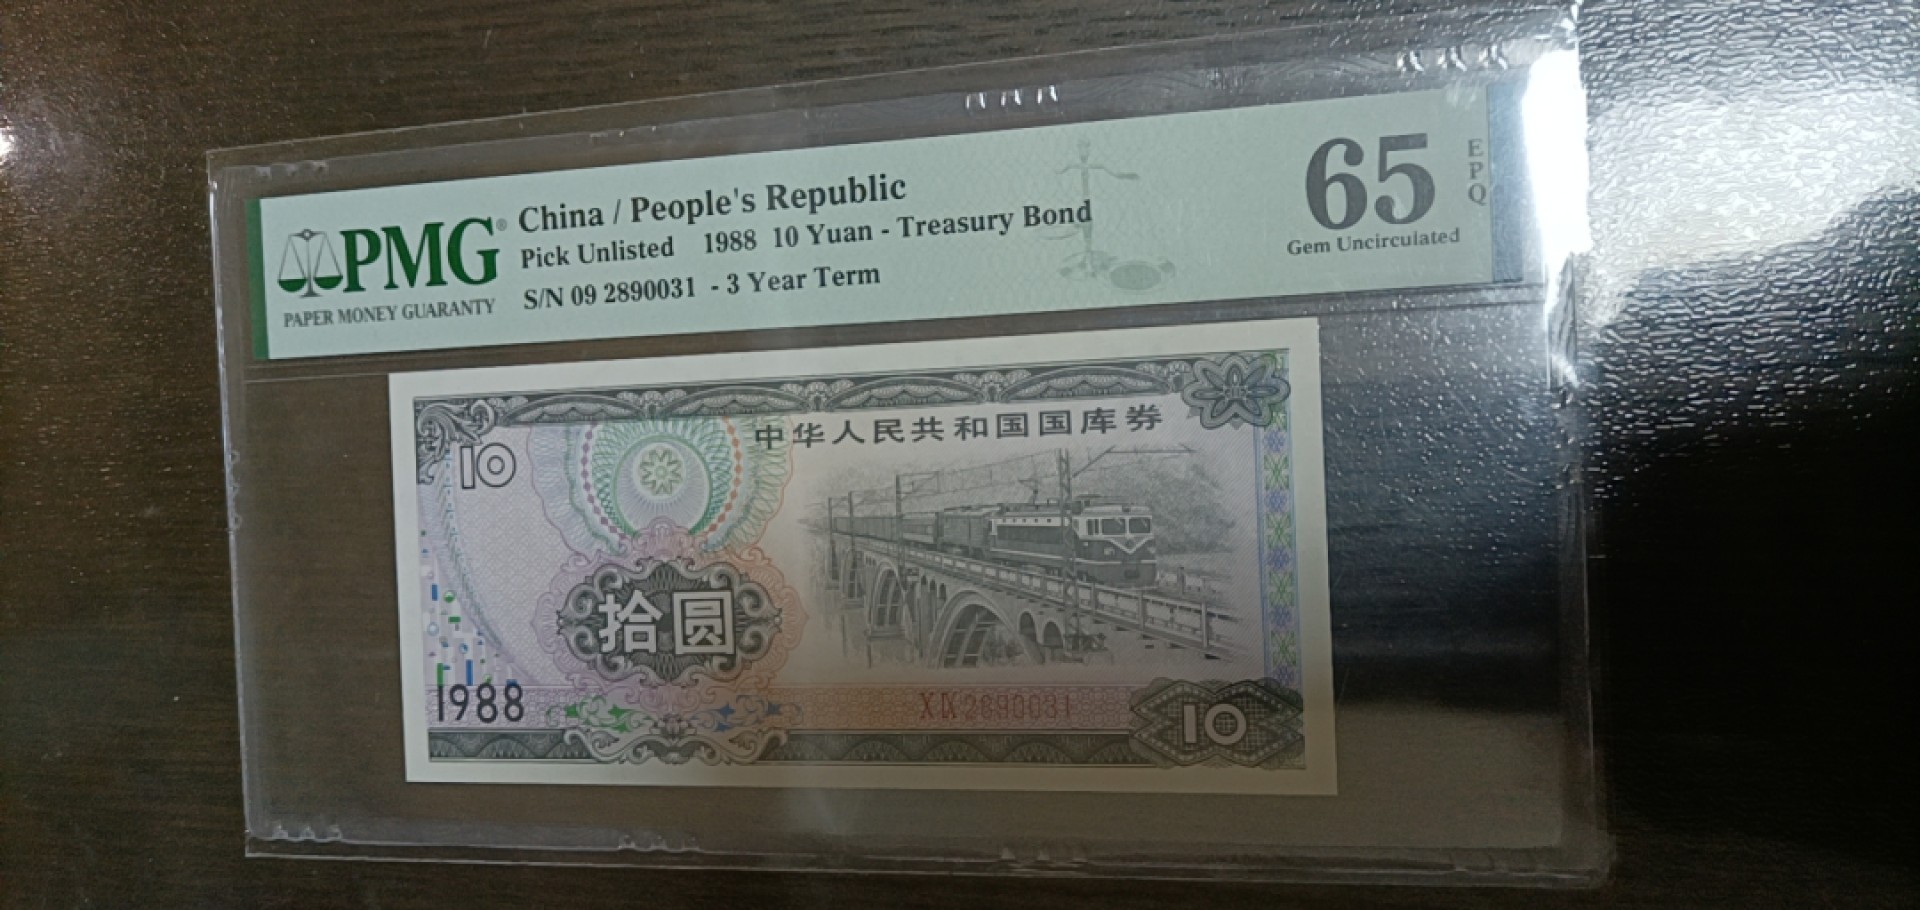 PMG®
PAPER MONEY GUARANTY
China / People's Republic
Pick Unlisted 1988 10 Yuan - Treasury Bond
S/N 09 2890031 - 3 Year Term
65
EPQ
Gem Uncirculated
中华人民共和国国库券
10
拾圆
1988
XIX 2890031
10